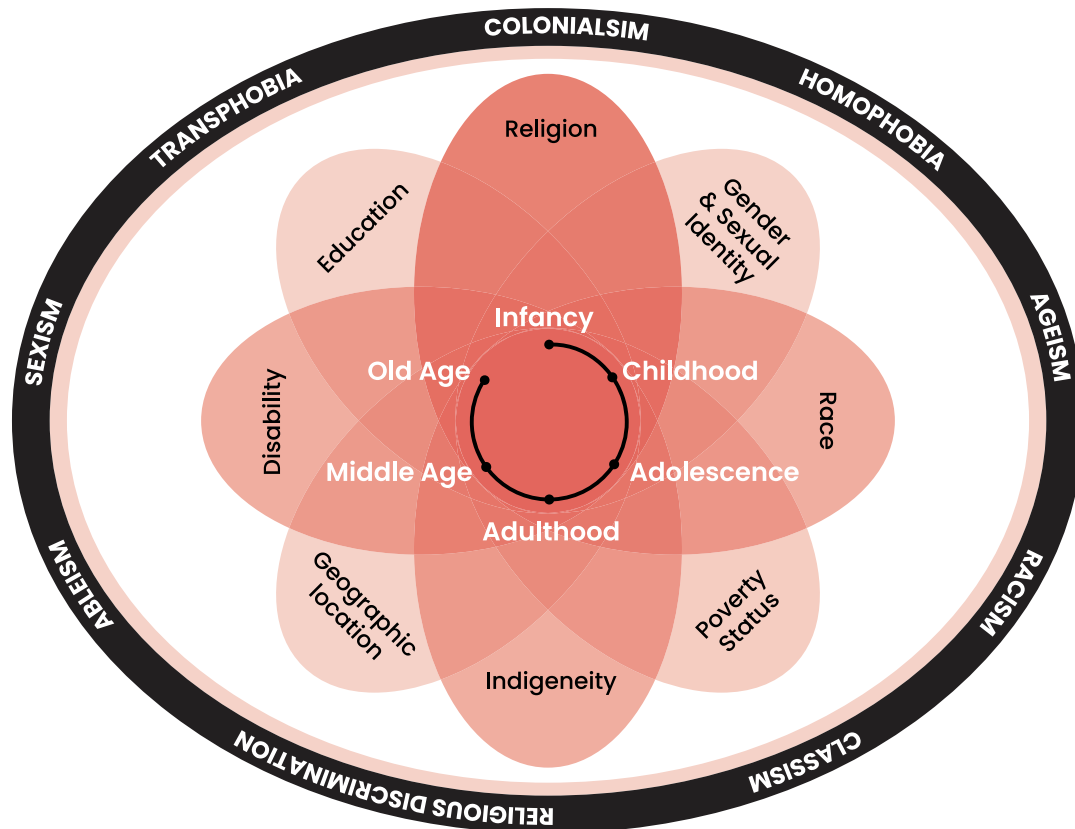 COLONIALSIM
HOMOPHOBIA
AGEISM
RACISM
CLASSISM
RELIGIOUS DISCRIMINATION
ABLEISM
SEXISM
TRANSPHOBIA
Religion
Gender
& Sexual
Identity
Race
Poverty
Status
Indigeneity
Geographic
location
Disability
Education
Infancy
Childhood
Adolescence
Adulthood
Middle Age
Old Age